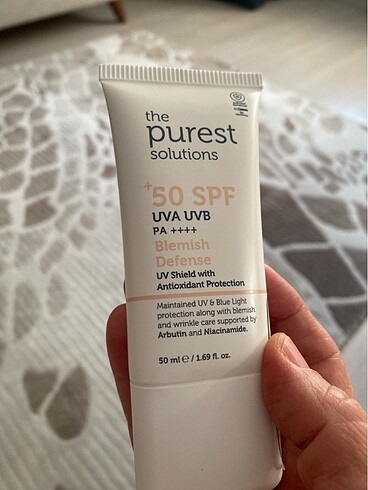 the
purest
solutions
+50 SPF
UVA UVB
PA ++++
Blemish
Defense
UV Shield with
Antioxidant Protection
Maintained UV & Blue Light
protection along with blemish
and wrinkle care supported by
Arbutin and Niacinamide.
50 ml ℮ / 1.69 fl. oz.